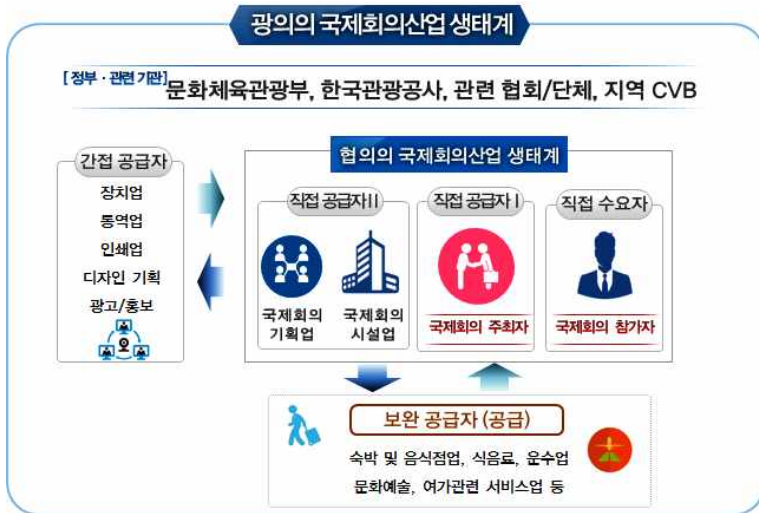 광의의 국제회의산업 생태계
[정부·관련 기관] 문화체육관광부, 한국관광공사, 관련 협회/단체, 지역 CVB
간접 공급자
장치업
통역업
인쇄업
디자인 기획
광고/홍보
협의의 국제회의산업 생태계
직접 공급자II
국제회의
기획업
국제회의
시설업
직접 공급자 I
국제회의 주최자
직접 수요자
국제회의 참가자
보완 공급자 (공급)
숙박 및 음식점업, 식음료, 운수업
문화예술, 여가관련 서비스업 등